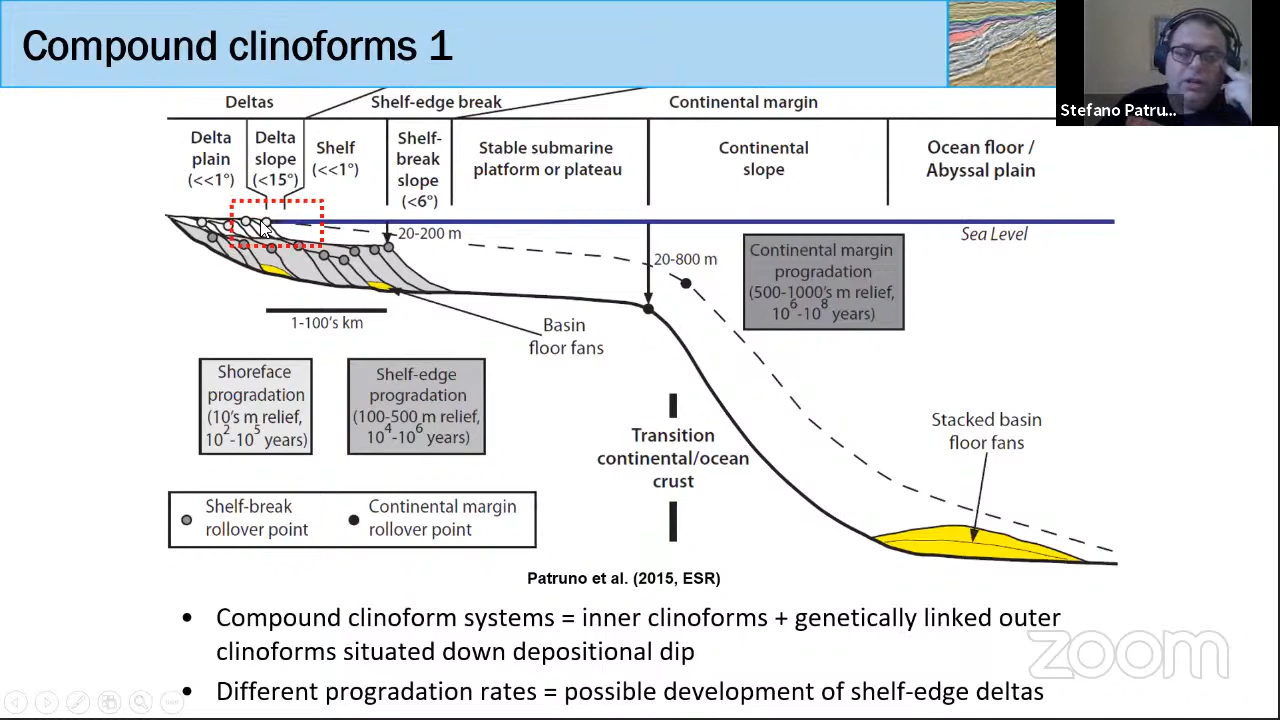 Compound clinoforms 1
Stefano Patru...
Deltas
Shelf-edge break
Continental margin
Delta
plain
(<<1°)
Delta
slope
(<15°)
Shelf
(<<1°)
Shelf-
break
slope
(<6°)
Stable submarine
platform or plateau
Continental
slope
Ocean floor /
Abyssal plain
Sea Level
20-200 m
20-800 m
Continental margin
progradation
(500-1000's m relief,
10⁶-10⁸ years)
1-100's km
Basin
floor fans
Shoreface
progradation
(10's m relief,
10²-10⁵ years)
Shelf-edge
progradation
(100-500 m relief,
10⁴-10⁶ years)
Transition
continental/ocean
crust
Stacked basin
floor fans
Shelf-break
rollover point
Continental margin
rollover point
Patruno et al. (2015, ESR)
• Compound clinoform systems = inner clinoforms + genetically linked outer
clinoforms situated down depositional dip
• Different progradation rates = possible development of shelf-edge deltas
zoom